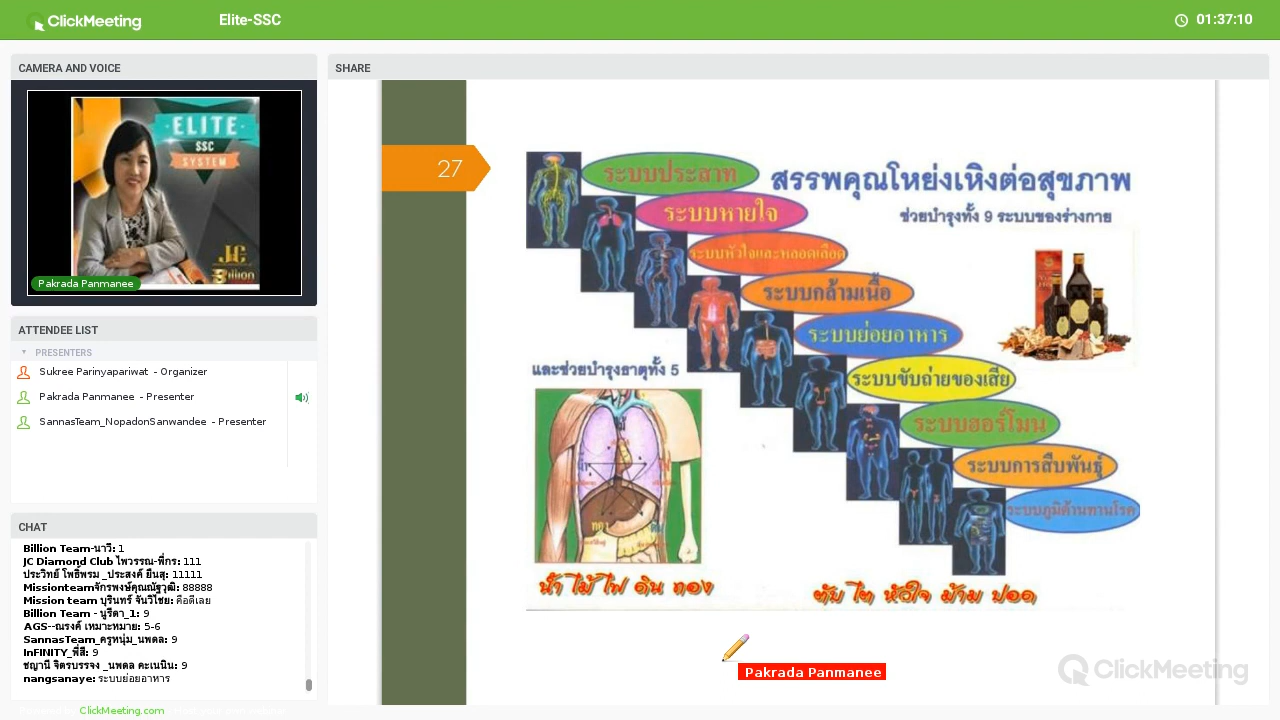 ClickMeeting
Elite-SSC
01:37:10
CAMERA AND VOICE
ELITE
SSC
SYSTEM
JC
Billion
Pakrada Panmanee
ATTENDEE LIST
PRESENTERS
Sukree Parinyapariwat - Organizer
Pakrada Panmanee - Presenter
SannasTeam_NopadonSanwandee - Presenter
CHAT
Billion Team-นาวี: 1
JC Diamond Club ไพวรรณ-พี่กร: 111
ประวิทย์ โพธิ์พรม _ประสงค์ ยืนสุ: 11111
Missionteamจักรพงษ์คุณณัฐวุฒิ: 88888
Mission team บุรินทร์ จันวิไชย: คือดีเลย
Billion Team - นูรีดา_1: 9
AGS--ณรงค์ เหมาะหมาย: 5-6
SannasTeam_ครูหนุ่ม_นพดล: 9
InFINITY_พี่สี: 9
ชญานี จิตรบรรจง _นพดล คะเนนิน: 9
nangsanaye: ระบบย่อยอาหาร
ClickMeeting.com
SHARE
27
สรรพคุณโหย่งเหิงต่อสุขภาพ
ช่วยบำรุงทั้ง 9 ระบบของร่างกาย
ระบบประสาท
ระบบหายใจ
ระบบหัวใจและหลอดเลือด
ระบบกล้ามเนื้อ
ระบบย่อยอาหาร
ระบบขับถ่ายของเสีย
ระบบฮอร์โมน
ระบบการสืบพันธุ์
ระบบภูมิต้านทานโรค
และช่วยบำรุงธาตุทั้ง 5
น้ำ ไม้ ไฟ ดิน ทอง
ตับ ไต หัวใจ ม้าม ปอด
Pakrada Panmanee
ClickMeeting